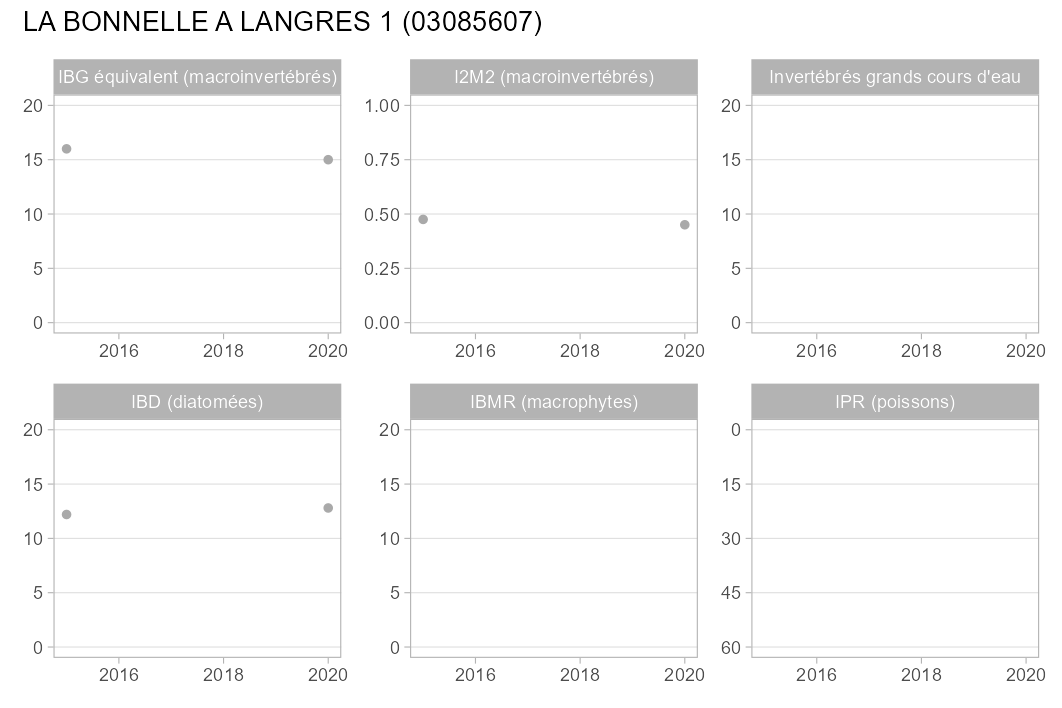 LA BONNELLE A LANGRES 1 (03085607)
IBG équivalent (macroinvertébrés)
20
15
10
5
0
2016 2018 2020
I2M2 (macroinvertébrés)
1.00
0.75
0.50
0.25
0.00
2016 2018 2020
Invertébrés grands cours d'eau
20
15
10
5
0
2016 2018 2020
IBD (diatomées)
20
15
10
5
0
2016 2018 2020
IBMR (macrophytes)
20
15
10
5
0
2016 2018 2020
IPR (poissons)
0
15
30
45
60
2016 2018 2020